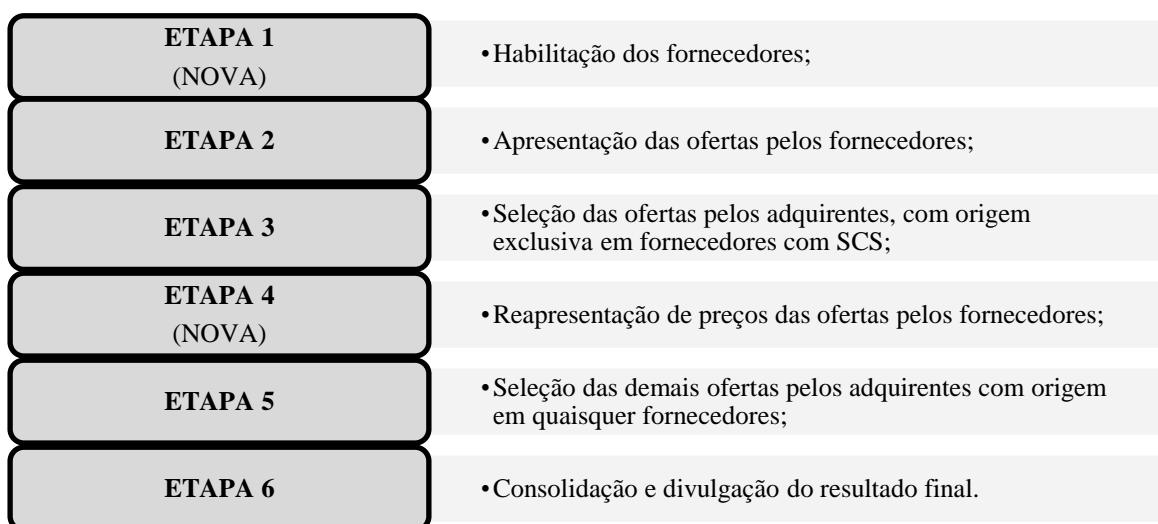 ETAPA 1
(NOVA)
•Habilitação dos fornecedores;
ETAPA 2
•Apresentação das ofertas pelos fornecedores;
ETAPA 3
•Seleção das ofertas pelos adquirentes, com origem
exclusiva em fornecedores com SCS;
ETAPA 4
(NOVA)
•Reapresentação de preços das ofertas pelos fornecedores;
ETAPA 5
•Seleção das demais ofertas pelos adquirentes com origem
em quaisquer fornecedores;
ETAPA 6
•Consolidação e divulgação do resultado final.